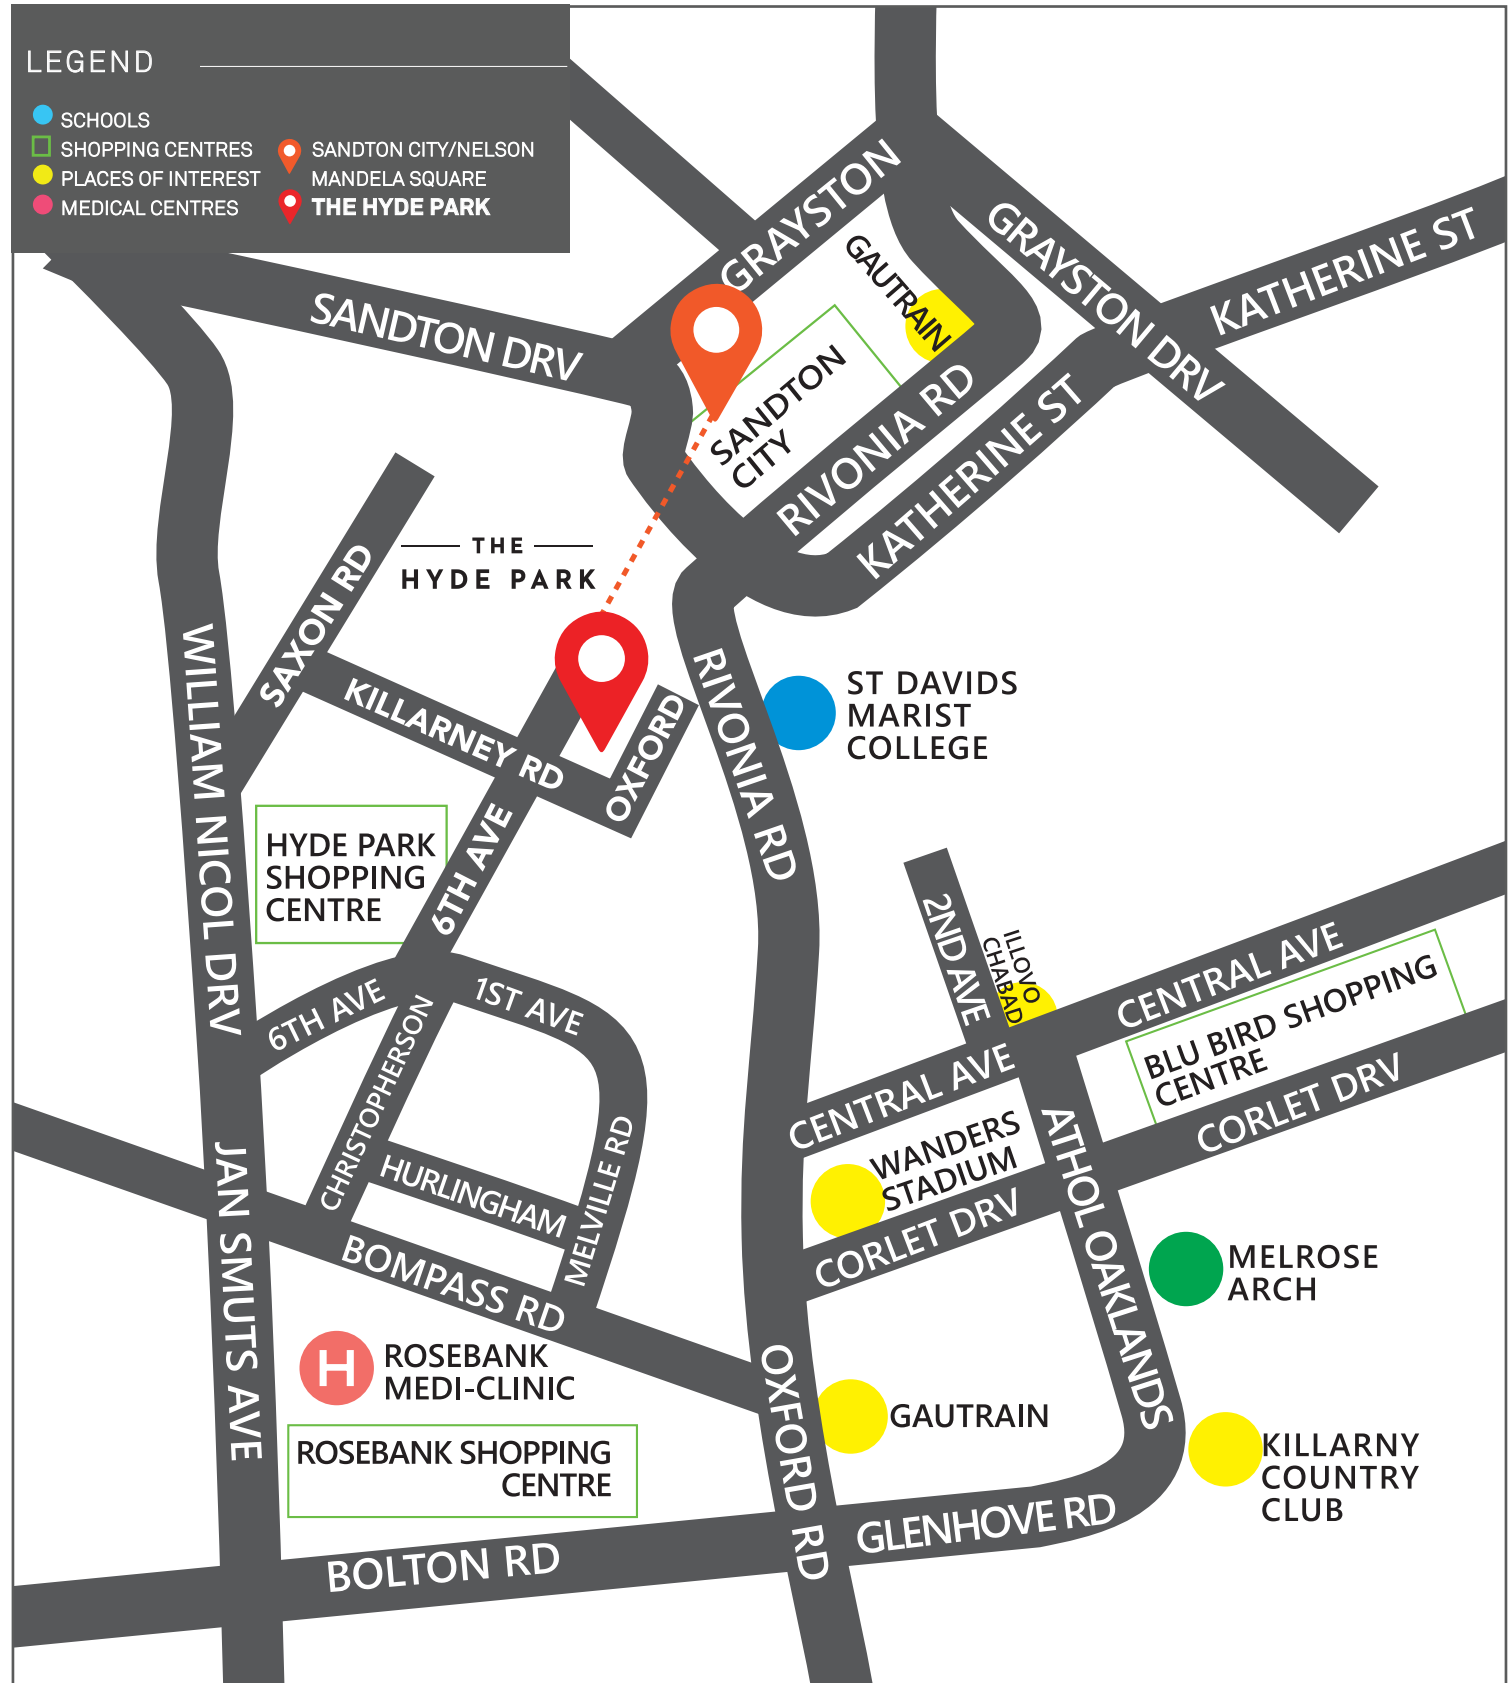 LEGEND
SCHOOLS
SHOPPING CENTRES
PLACES OF INTEREST
MEDICAL CENTRES
SANDTON CITY/NELSON
MANDELA SQUARE
THE HYDE PARK
GRAYSTON
GRAYSTON DRV
KATHERINE ST
SANDTON DRV
GAUTRAIN
SANDTON
CITY
RIVONIA RD
KATHERINE ST
THE
HYDE PARK
SAXON RD
WILLIAM NICOL DRV
KILLARNEY RD
OXFORD
RIVONIA RD
ST DAVIDS
MARIST
COLLEGE
HYDE PARK
SHOPPING
CENTRE
6TH AVE
2ND AVE
ILLOVO
CHABAD
CENTRAL AVE
BLU BIRD SHOPPING
CENTRE
6TH AVE
1ST AVE
CHRISTOPHERSON
CENTRAL AVE
CORLET DRV
WANDERS
STADIUM
HURLINGHAM
MELVILLE RD
JAN SMUTS AVE
BOMPASS RD
CORLET DRV
ATHOL OAKLANDS
MELROSE
ARCH
ROSEBANK
MEDI-CLINIC
H
OXFORD RD
GAUTRAIN
KILLARNY
COUNTRY
CLUB
ROSEBANK SHOPPING
CENTRE
GLENHOVE RD
BOLTON RD